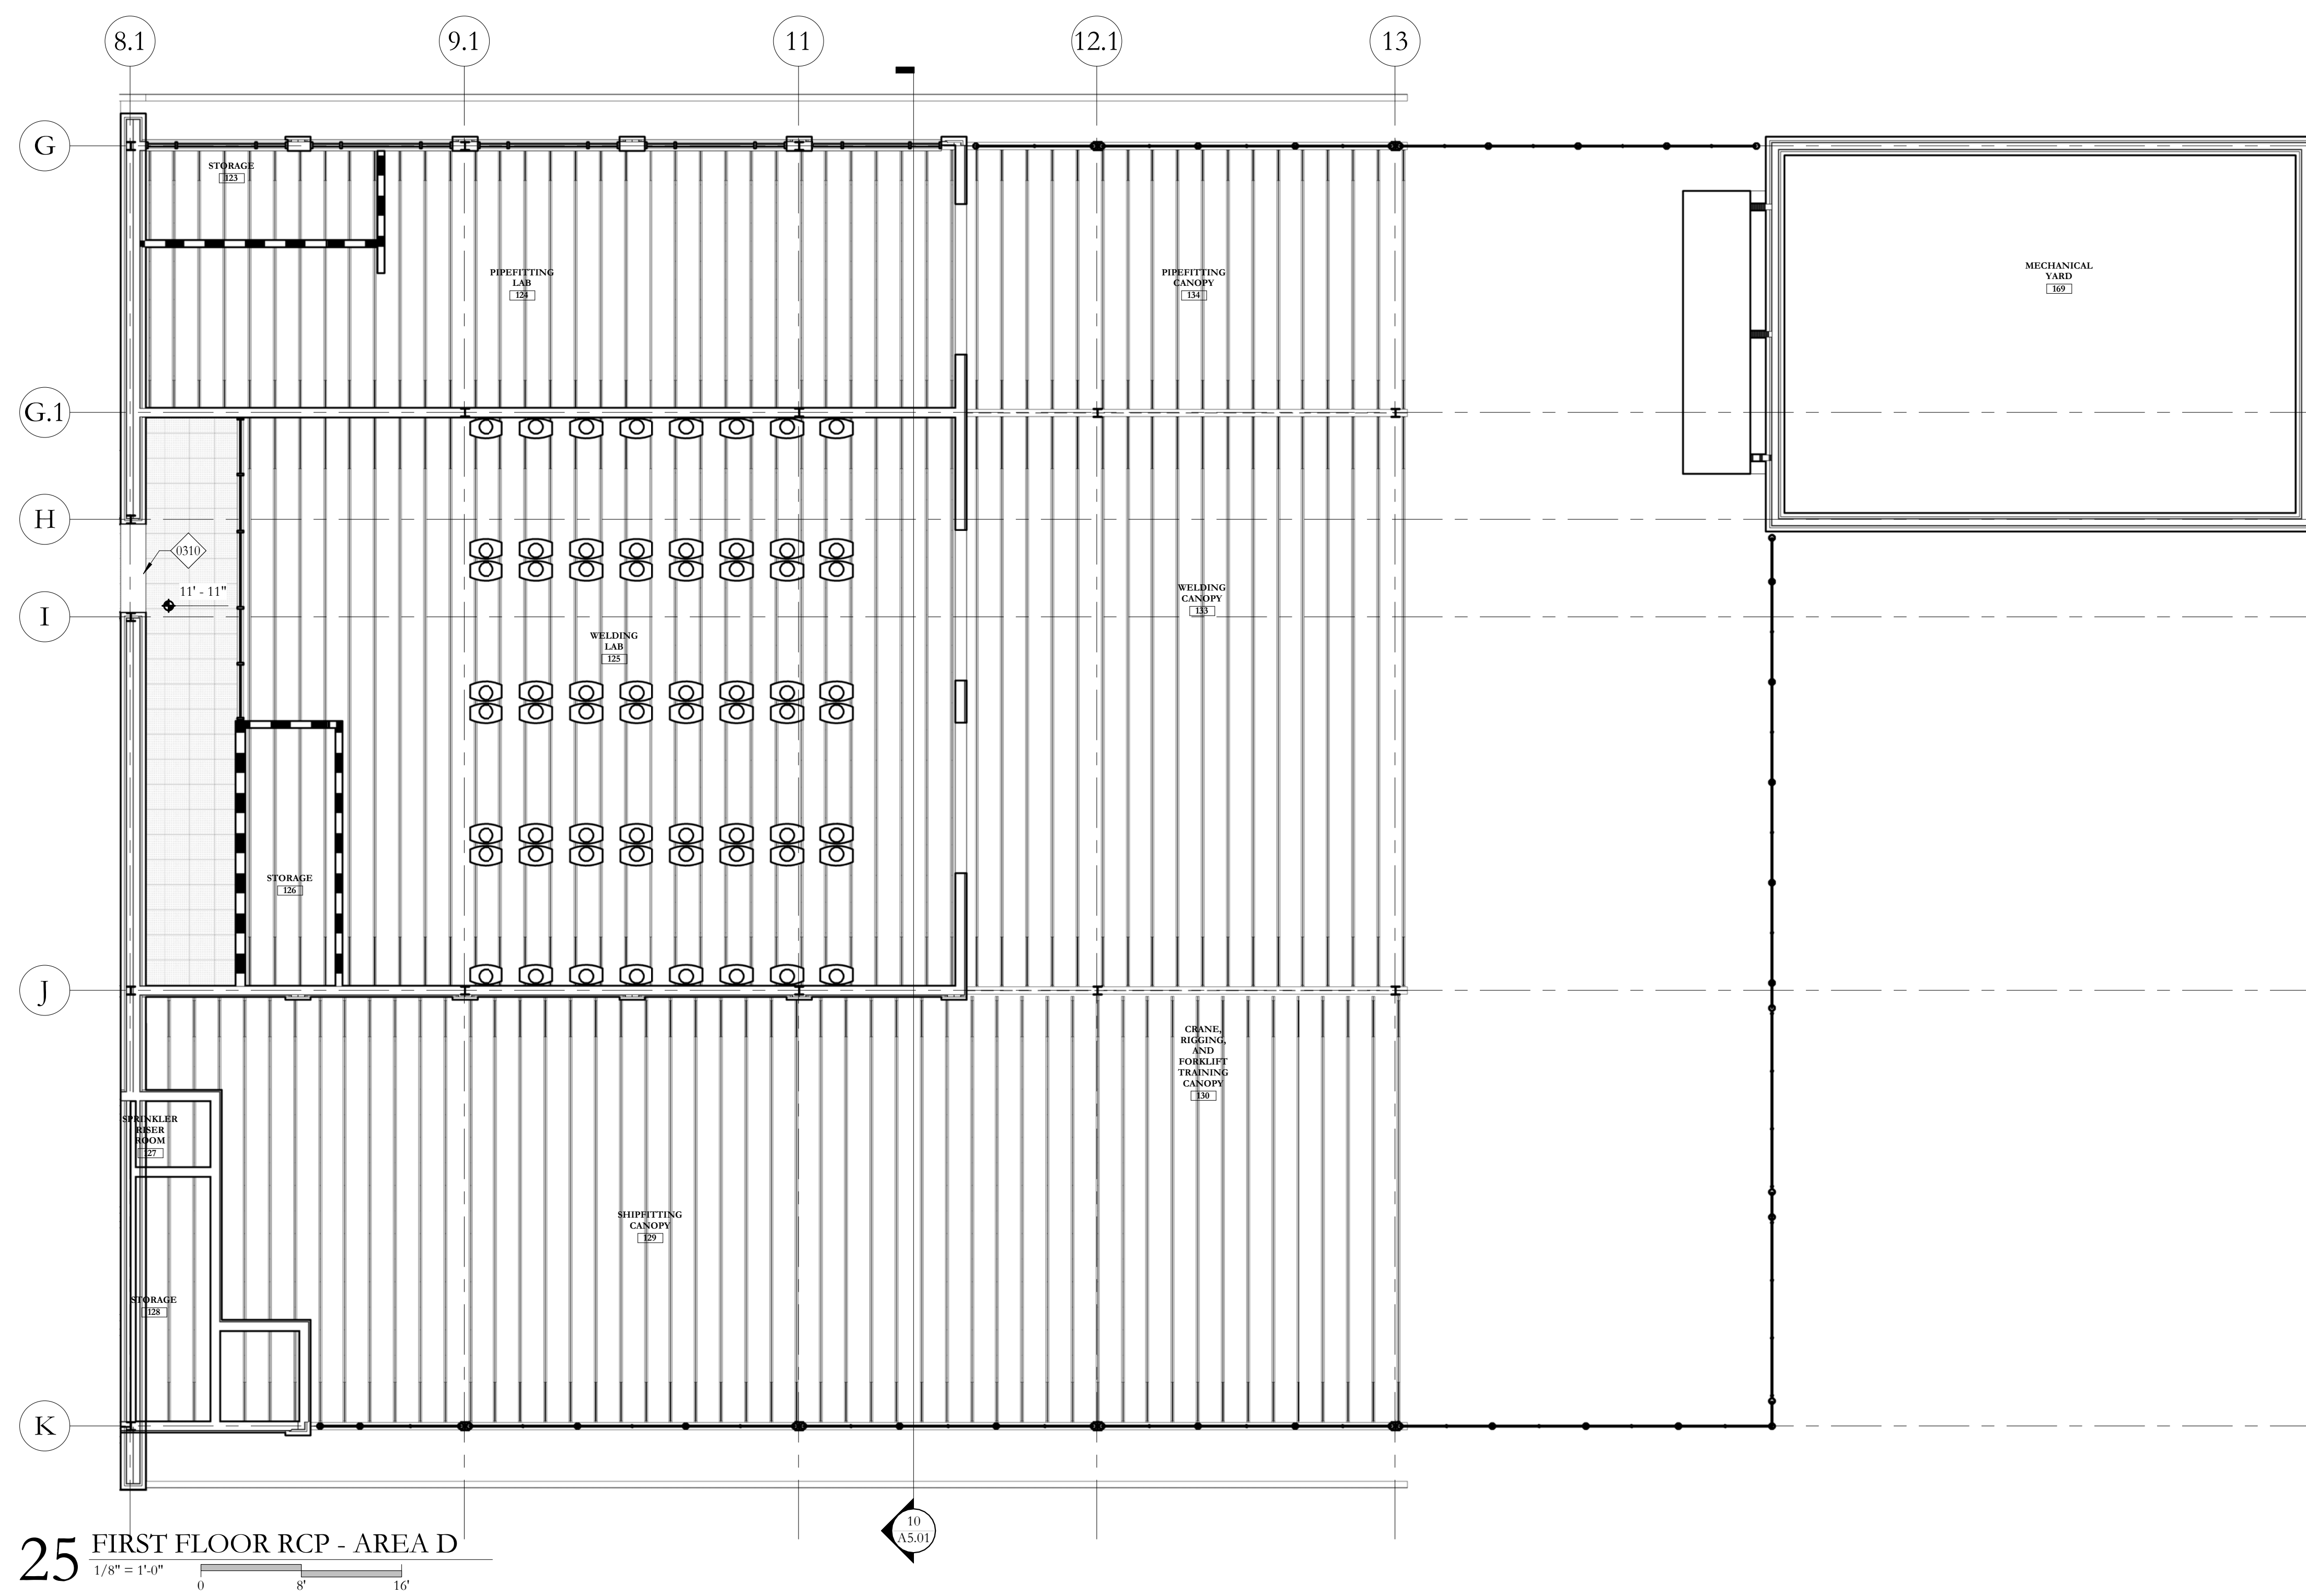 8.1
9.1
11
12.1
13
G
G.1
H
I
J
K
STORAGE
123
PIPEFITTING
LAB
124
PIPEFITTING
CANOPY
134
MECHANICAL
YARD
169
0310
11' - 11"
WELDING
LAB
125
WELDING
CANOPY
133
STORAGE
126
CRANE,
RIGGING,
AND
FORKLIFT
TRAINING
CANOPY
130
SPRINKLER
RISER
ROOM
127
SHIPFITTING
CANOPY
129
STORAGE
128
10
A5.01
25 FIRST FLOOR RCP - AREA D
1/8" = 1'-0"
0 8' 16'